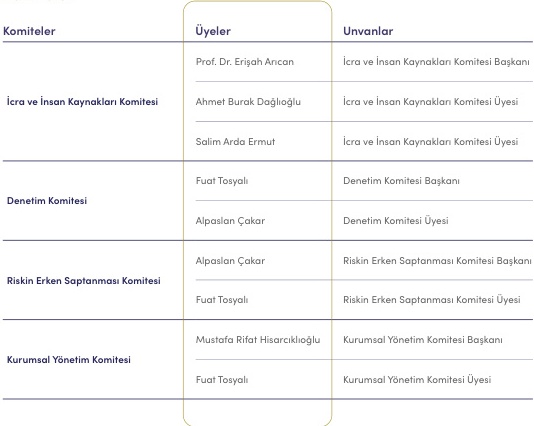 Komiteler Üyeler Unvanlar
Prof. Dr. Erişah Arıcan İcra ve İnsan Kaynakları Komitesi Başkanı
İcra ve İnsan Kaynakları Komitesi Ahmet Burak Dağlıoğlu İcra ve İnsan Kaynakları Komitesi Üyesi
Salim Arda Ermut İcra ve İnsan Kaynakları Komitesi Üyesi
Denetim Komitesi
Fuat Tosyalı Denetim Komitesi Başkanı
Alpaslan Çakar Denetim Komitesi Üyesi
Riskin Erken Saptanması Komitesi
Alpaslan Çakar Riskin Erken Saptanması Komitesi Başkanı
Fuat Tosyalı Riskin Erken Saptanması Komitesi Üyesi
Kurumsal Yönetim Komitesi
Mustafa Rifat Hisarcıklıoğlu Kurumsal Yönetim Komitesi Başkanı
Fuat Tosyalı Kurumsal Yönetim Komitesi Üyesi